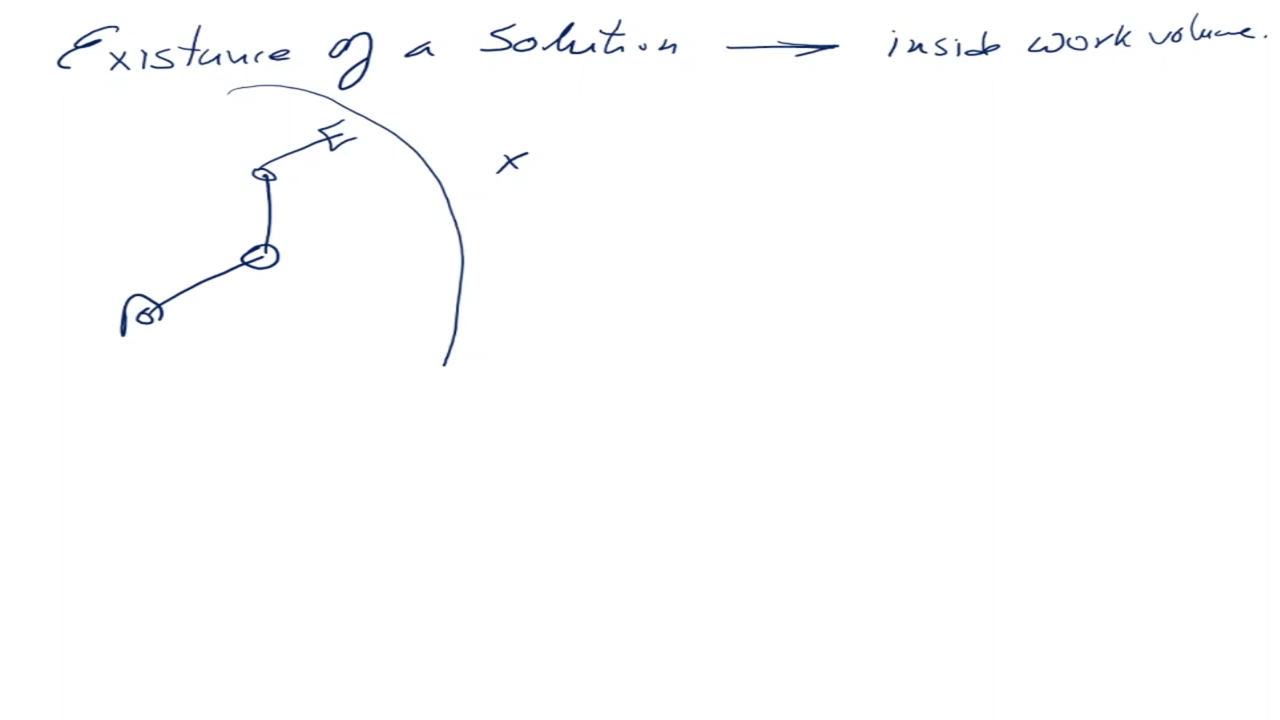 Existance of a Solution → inside work volume.
x